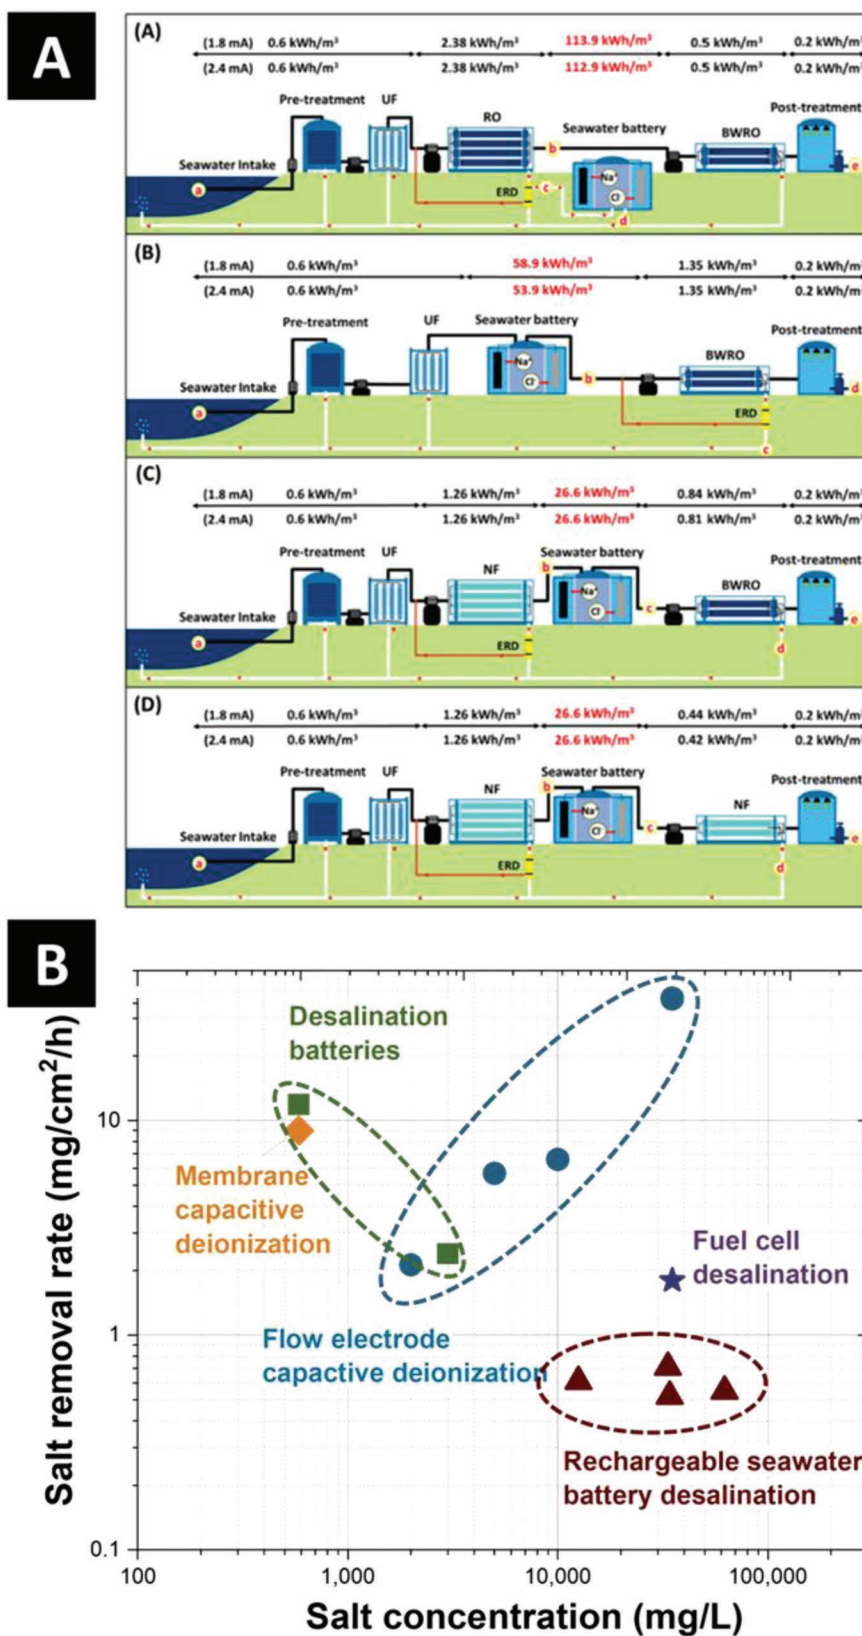 A
(A)
(1.8 mA) 0.6 kWh/m³ 2.38 kWh/m³ 113.9 kWh/m³ 0.5 kWh/m³ 0.2 kWh/m³
(2.4 mA) 0.6 kWh/m³ 2.38 kWh/m³ 112.9 kWh/m³ 0.5 kWh/m³ 0.2 kWh/m³
Pre-treatment UF RO Seawater battery BWRO Post-treatment
Seawater Intake
a b Na⁺ e
ERD c Cl⁻
d
(B)
(1.8 mA) 0.6 kWh/m³ 58.9 kWh/m³ 1.35 kWh/m³ 0.2 kWh/m³
(2.4 mA) 0.6 kWh/m³ 53.9 kWh/m³ 1.35 kWh/m³ 0.2 kWh/m³
Pre-treatment UF Seawater battery BWRO Post-treatment
Seawater Intake
Na⁺
Cl⁻ b d
a ERD
c
(C)
(1.8 mA) 0.6 kWh/m³ 1.26 kWh/m³ 26.6 kWh/m³ 0.84 kWh/m³ 0.2 kWh/m³
(2.4 mA) 0.6 kWh/m³ 1.26 kWh/m³ 26.6 kWh/m³ 0.81 kWh/m³ 0.2 kWh/m³
Pre-treatment UF NF Seawater battery BWRO Post-treatment
Seawater Intake
b Na⁺
Cl⁻ c e
a ERD d
(D)
(1.8 mA) 0.6 kWh/m³ 1.26 kWh/m³ 26.6 kWh/m³ 0.44 kWh/m³ 0.2 kWh/m³
(2.4 mA) 0.6 kWh/m³ 1.26 kWh/m³ 26.6 kWh/m³ 0.42 kWh/m³ 0.2 kWh/m³
Pre-treatment UF NF Seawater battery NF Post-treatment
Seawater Intake
b Na⁺
Cl⁻ c e
a ERD d
B
Salt removal rate (mg/cm²/h)
10
1
0.1
Desalination
batteries
Membrane
capacitive
deionization
Fuel cell
desalination
Flow electrode
capactive deionization
Rechargeable seawater
battery desalination
100 1,000 10,000 100,000
Salt concentration (mg/L)